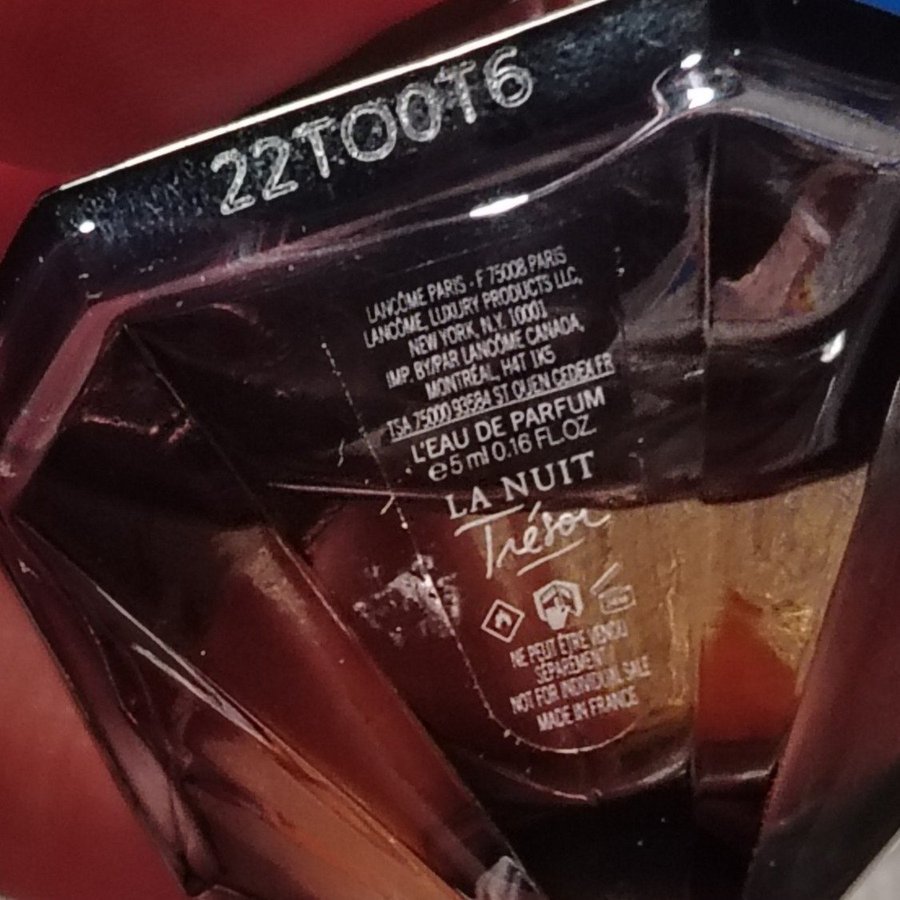 22TO0T6
LANCÔME PARIS - F 75008 PARIS
LANCÔME, LUXURY PRODUCTS LLC,
NEW YORK, N.Y. 10001
IMP. BY/PAR LANCÔME CANADA,
MONTRÉAL, H4T 1K5
TSA 75000 93584 ST OUEN CEDEX FR
L'EAU DE PARFUM
e 5 ml 0.16 FL.OZ.
LA NUIT
Trésor
NE PEUT ÊTRE VENDU
SÉPARÉMENT
NOT FOR INDIVIDUAL SALE
MADE IN FRANCE